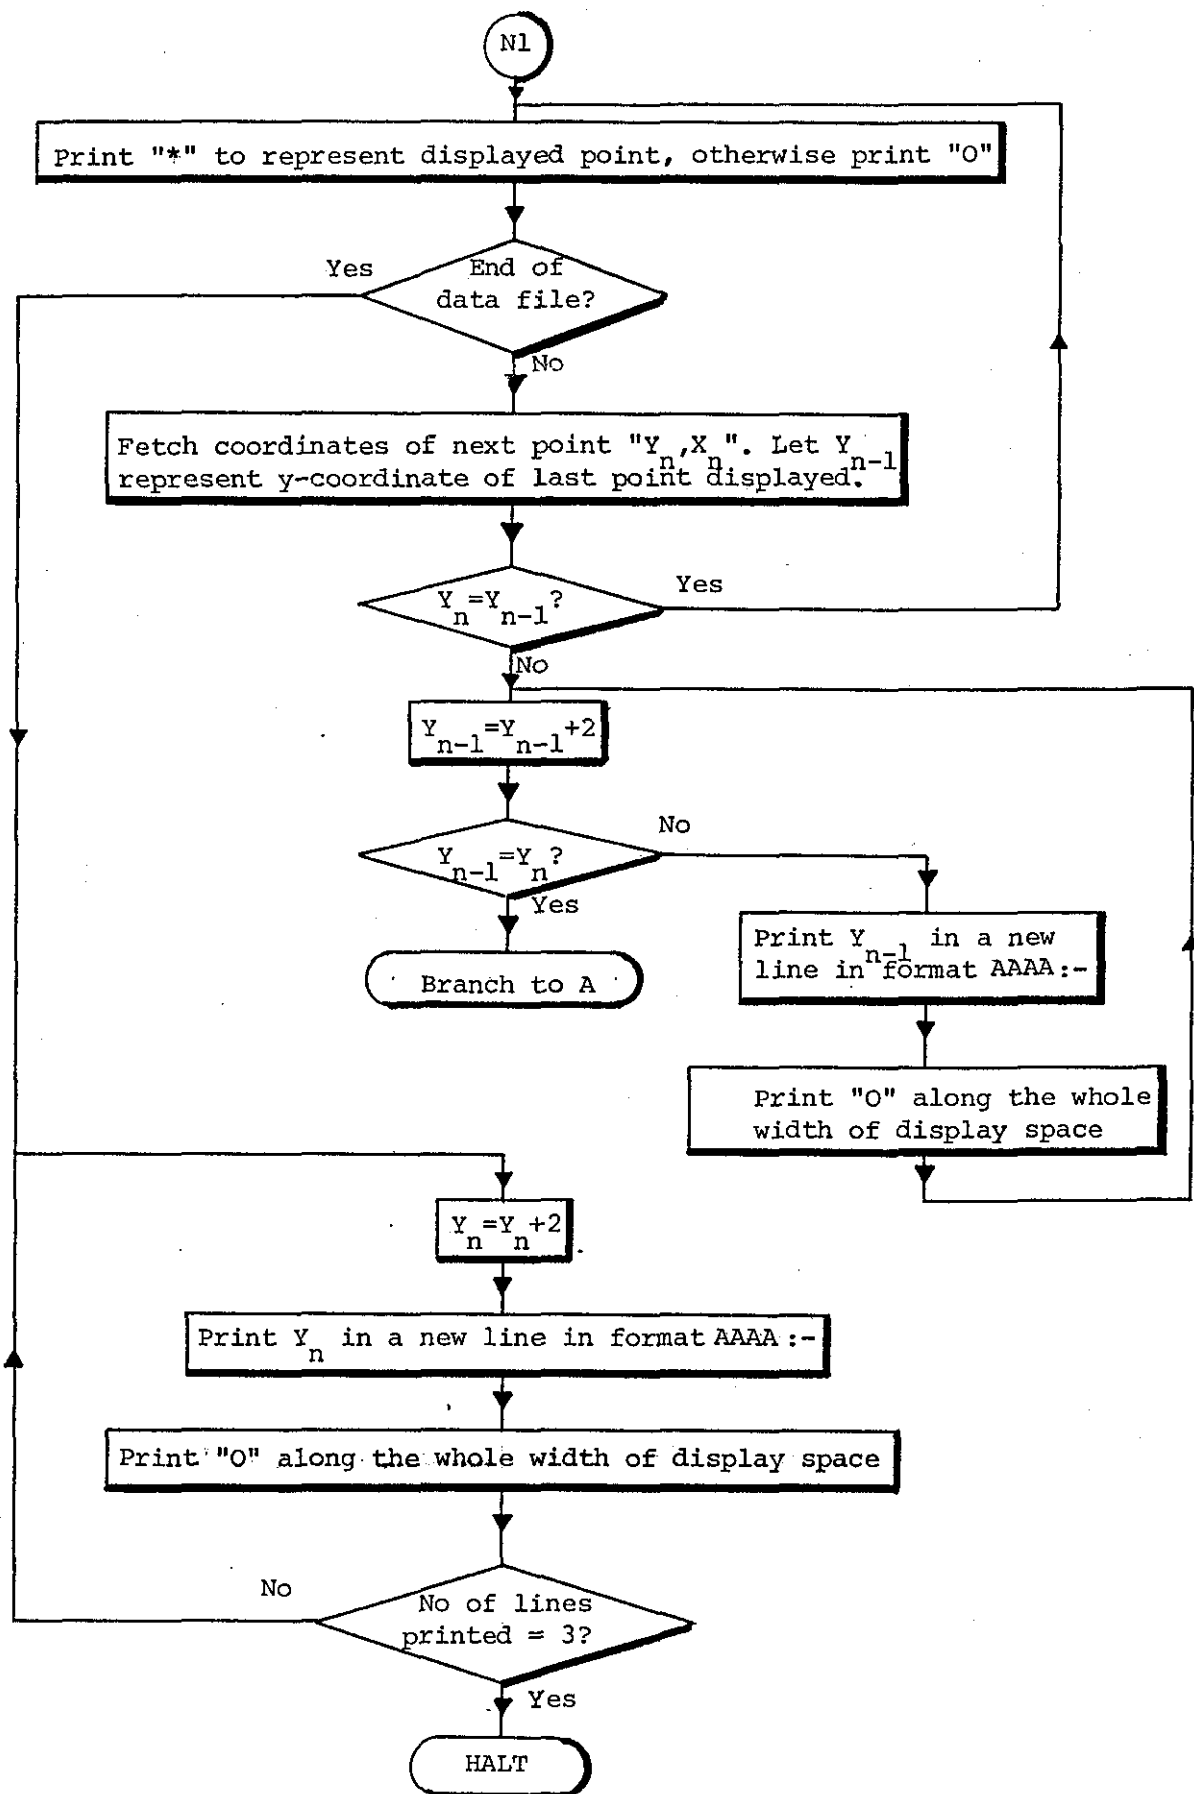 N1
Print "*" to represent displayed point, otherwise print "O"
Yes
End of
data file?
No
Fetch coordinates of next point "Yn,Xn". Let Yn-1
represent y-coordinate of last point displayed.
Yn=Yn-1?
Yes
No
Yn-1=Yn-1+2
No
Yn-1=Yn?
Yes
Branch to A
Print Yn-1 in a new
line in format AAAA:-
Print "O" along the whole
width of display space
Yn=Yn+2
Print Yn in a new line in format AAAA:-
Print "O" along the whole width of display space
No
No of lines
printed = 3?
Yes
HALT